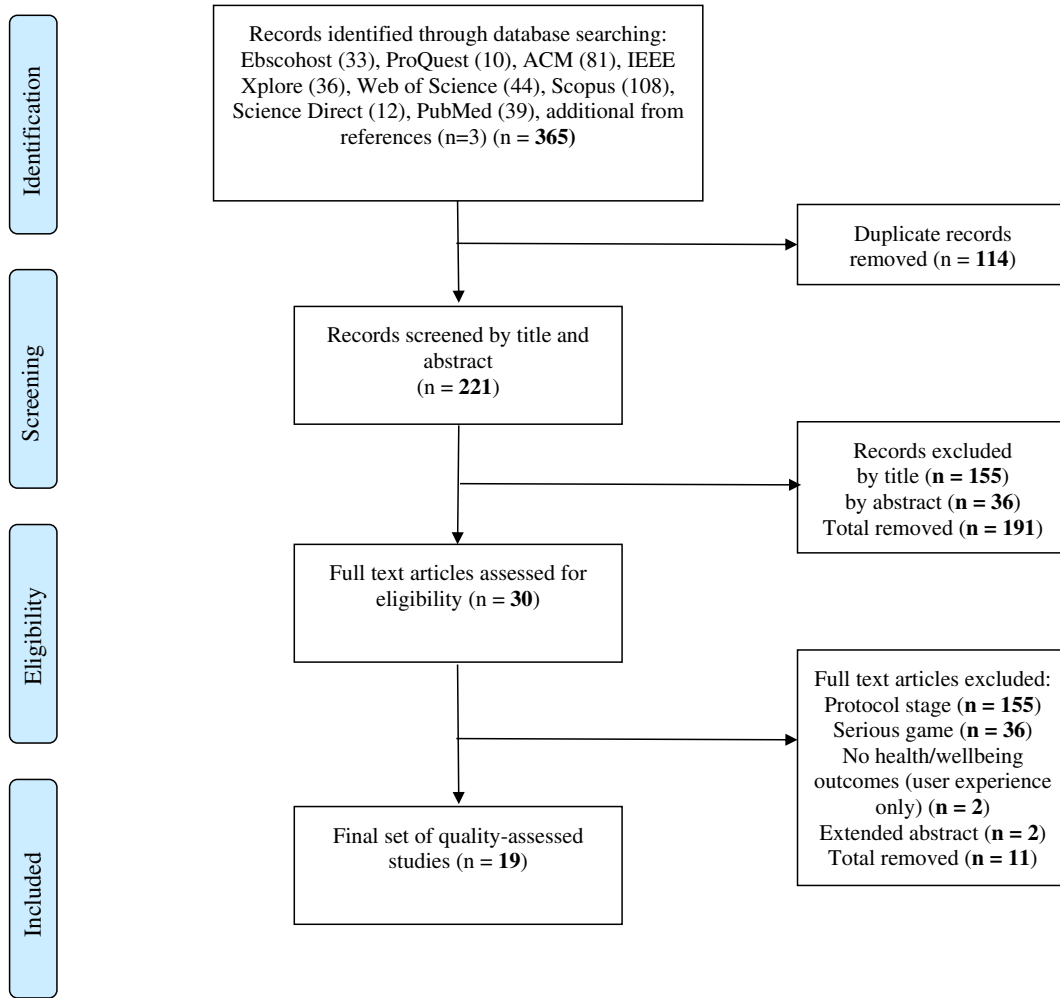 Identification
Records identified through database searching:
Ebscohost (33), ProQuest (10), ACM (81), IEEE
Xplore (36), Web of Science (44), Scopus (108),
Science Direct (12), PubMed (39), additional from
references (n=3) (n = 365)
Duplicate records
removed (n = 114)
Screening
Records screened by title and
abstract
(n = 221)
Records excluded
by title (n = 155)
by abstract (n = 36)
Total removed (n = 191)
Eligibility
Full text articles assessed for
eligibility (n = 30)
Full text articles excluded:
Protocol stage (n = 155)
Serious game (n = 36)
No health/wellbeing
outcomes (user experience
only) (n = 2)
Extended abstract (n = 2)
Total removed (n = 11)
Included
Final set of quality-assessed
studies (n = 19)